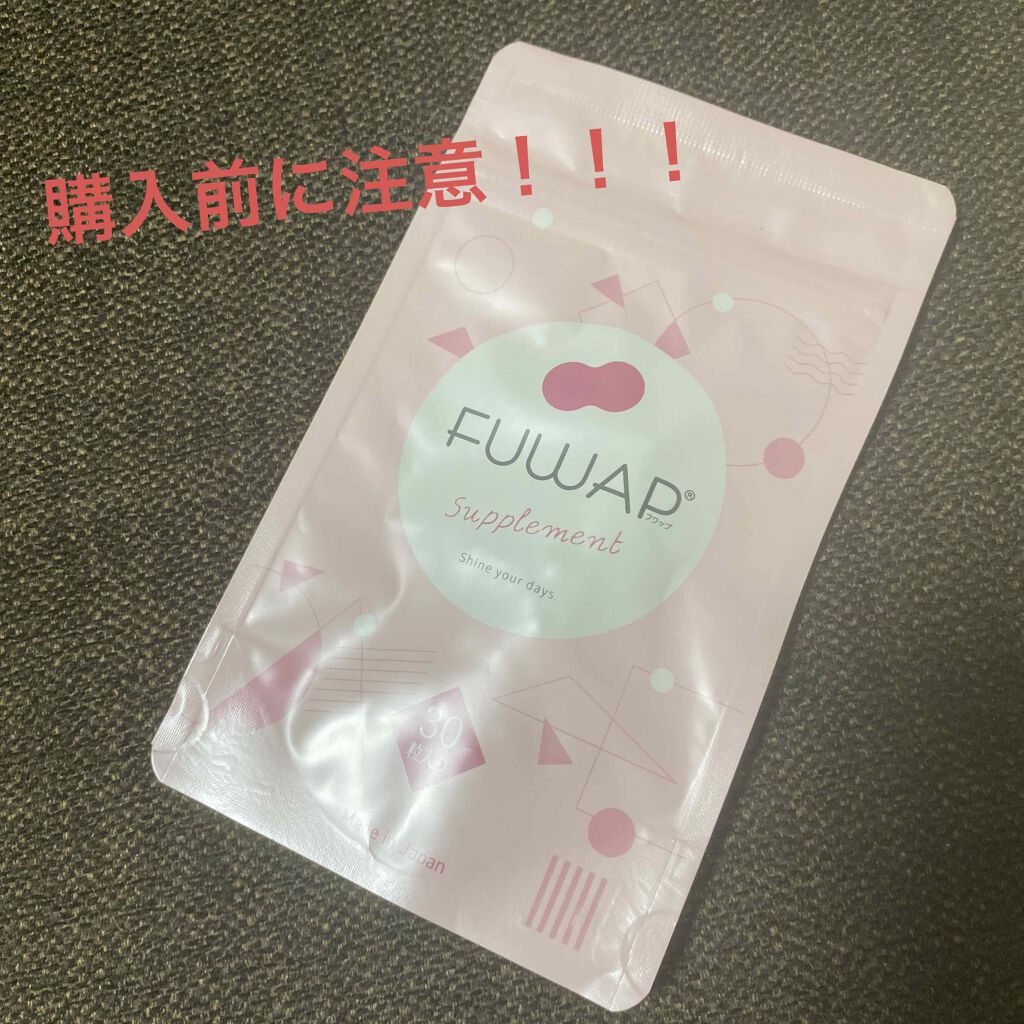 購入前に注意！！！
FUWAP®
フワップ
Supplement
Shine your days.
30
粒入り
Made in Japan